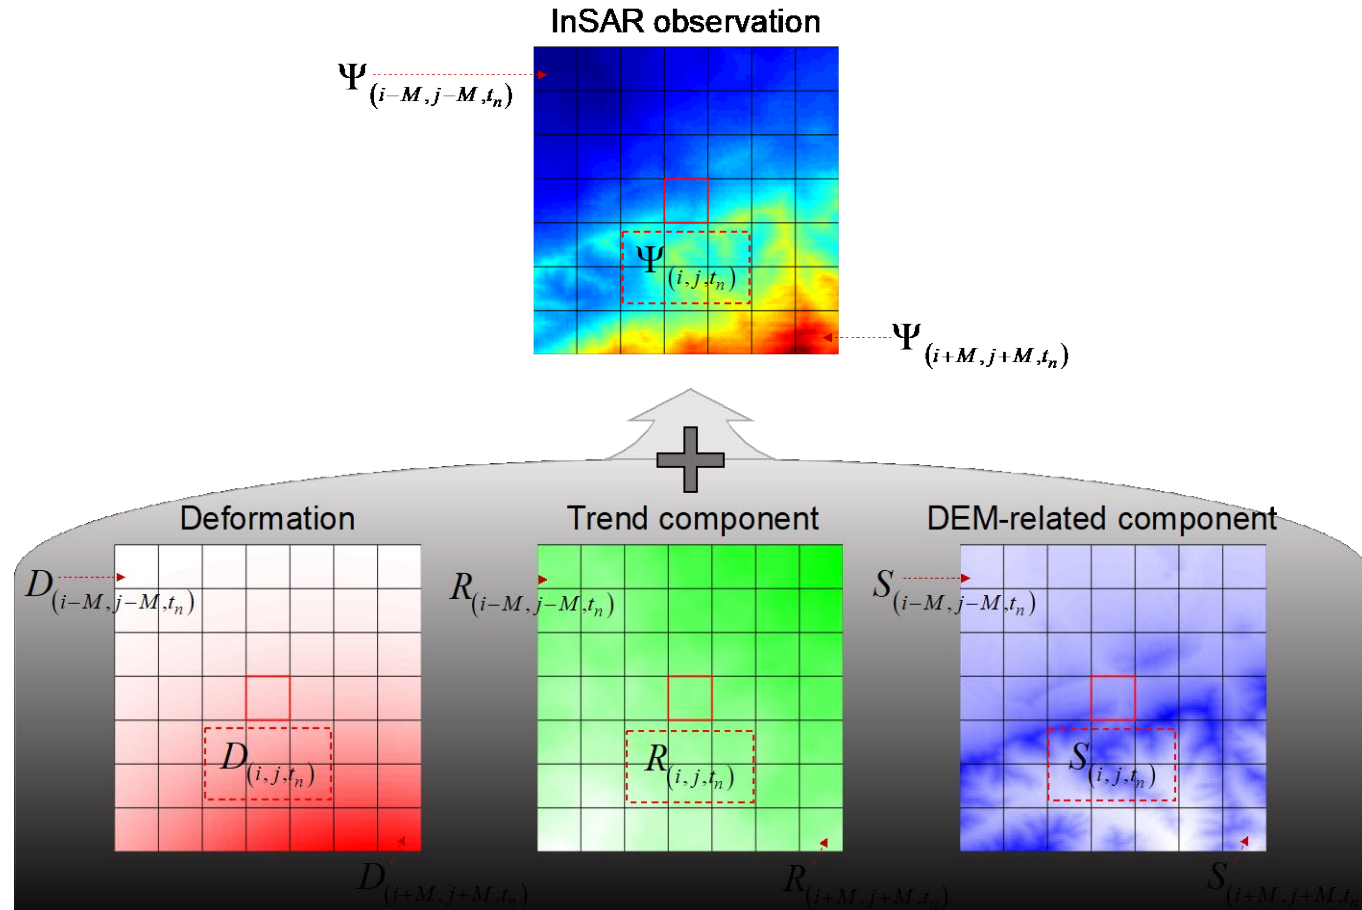 InSAR observation
Ψ(i−M, j−M, tₙ)
Ψ(i, j, tₙ)
Ψ(i+M, j+M, tₙ)
Deformation
Trend component
DEM-related component
D(i−M, j−M, tₙ)
R(i−M, j−M, tₙ)
S(i−M, j−M, tₙ)
D(i, j, tₙ)
R(i, j, tₙ)
S(i, j, tₙ)
D(i+M, j+M, tₙ)
R(i+M, j+M, tₙ)
S(i+M, j+M, tₙ